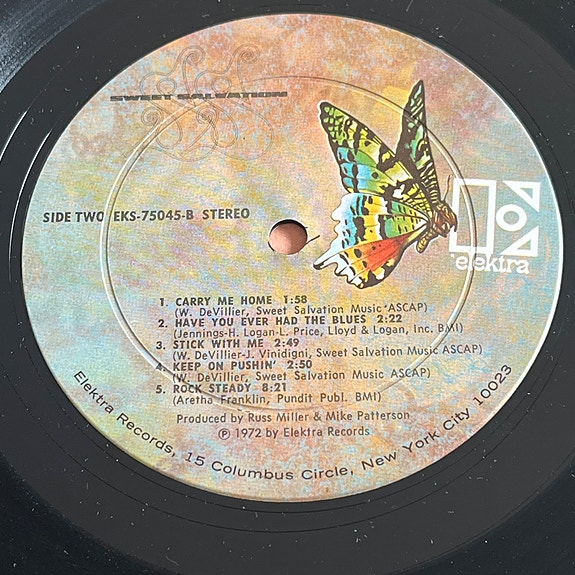 SWEET SALVATION
SIDE TWO EKS-75045-B STEREO
elektra
1. CARRY ME HOME 1:58
(W. DeVillier, Sweet Salvation Music ASCAP)
2. HAVE YOU EVER HAD THE BLUES 2:22
(Jennings-H. Logan-L. Price, Lloyd & Logan, Inc. BMI)
3. STICK WITH ME 2:49
(W. DeVillier-J. Vinidigni, Sweet Salvation Music ASCAP)
4. KEEP ON PUSHIN' 2:50
(W. DeVillier, Sweet Salvation Music ASCAP)
5. ROCK STEADY 8:21
(Aretha Franklin, Pundit Publ. BMI)
Produced by Russ Miller & Mike Patterson
℗ 1972 by Elektra Records
Elektra Records, 15 Columbus Circle, New York City 10023